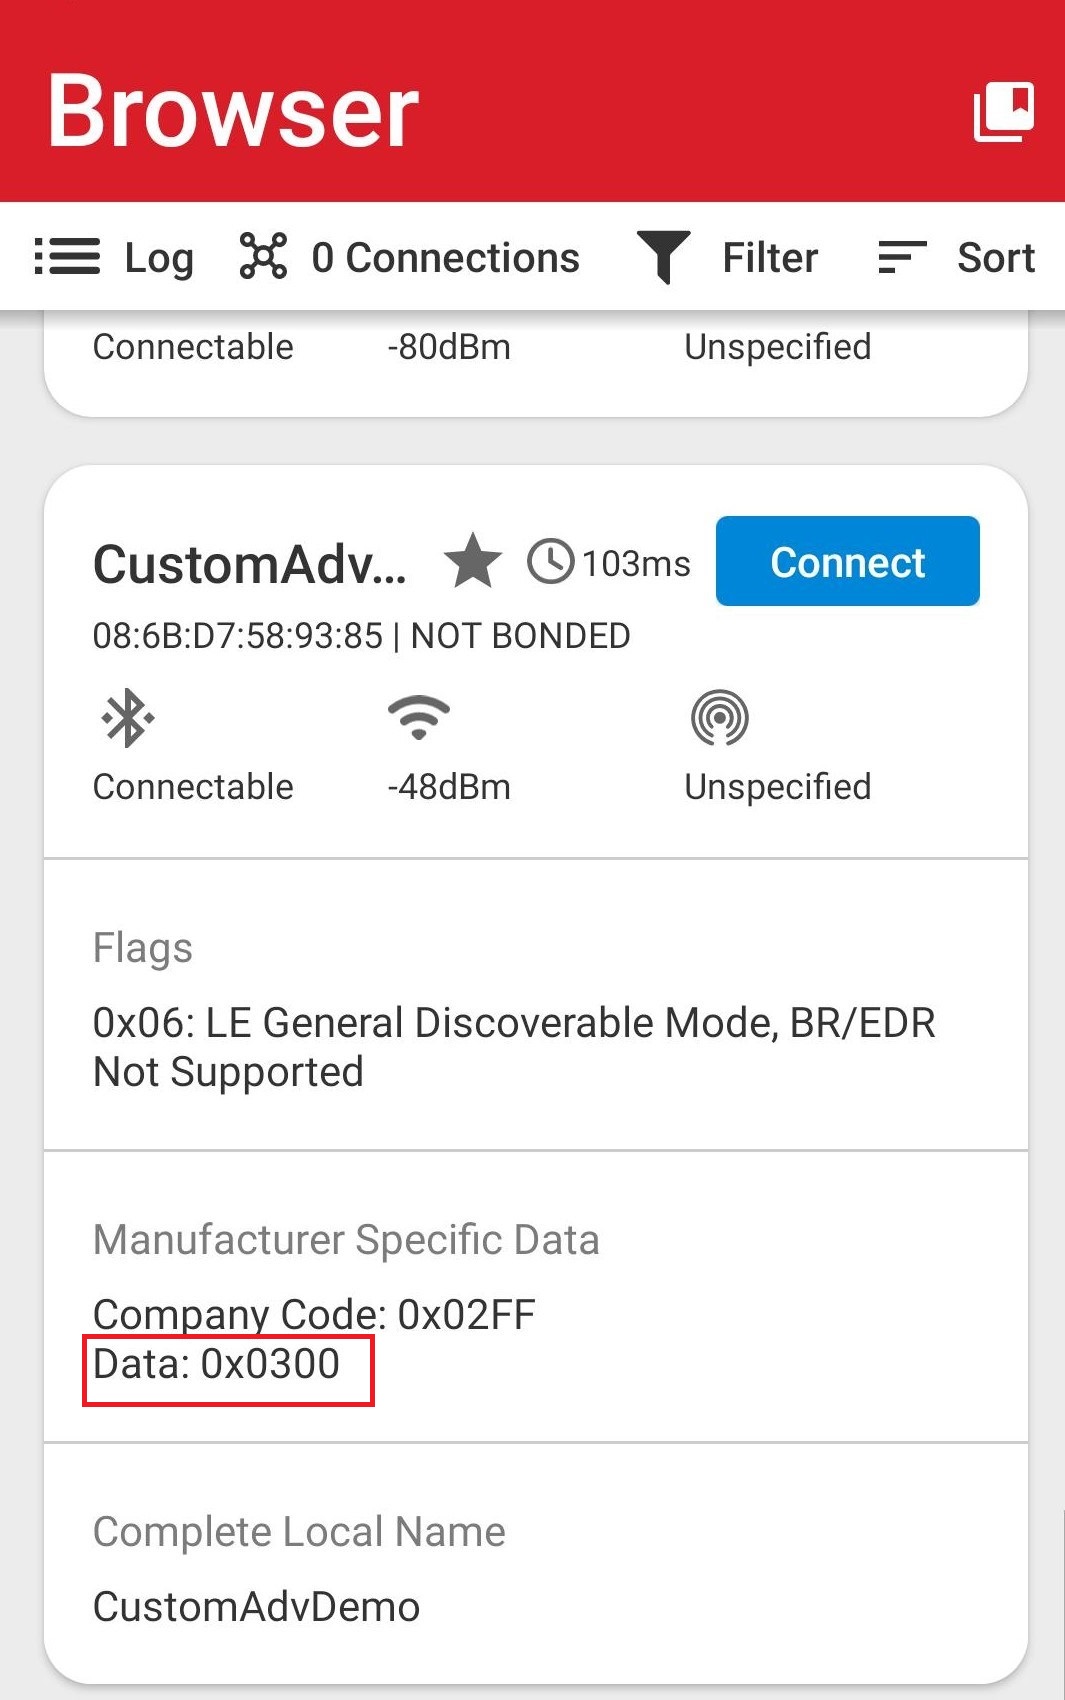 Browser
Log 0 Connections Filter Sort
Connectable -80dBm Unspecified
CustomAdv... 103ms Connect
08:6B:D7:58:93:85 | NOT BONDED
Connectable -48dBm Unspecified
Flags
0x06: LE General Discoverable Mode, BR/EDR
Not Supported
Manufacturer Specific Data
Company Code: 0x02FF
Data: 0x0300
Complete Local Name
CustomAdvDemo